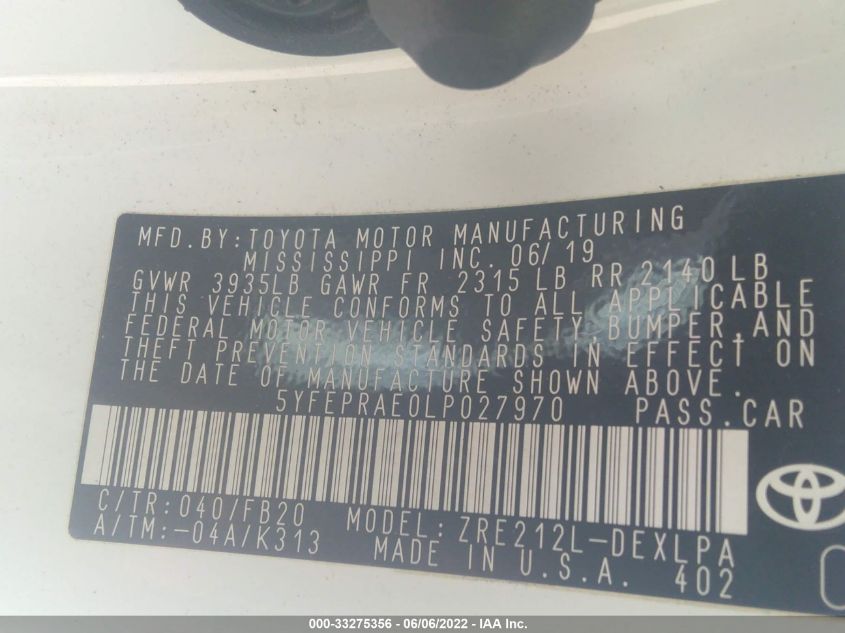 MFD.BY:TOYOTA MOTOR MANUFACTURING
MISSISSIPPI INC. 06/19
GVWR 3935LB GAWR FR 2315 LB RR 2140 LB
THIS VEHICLE CONFORMS TO ALL APPLICABLE
FEDERAL MOTOR VEHICLE SAFETY,BUMPER,AND
THEFT PREVENTION STANDARDS IN EFFECT ON
THE DATE OF MANUFACTURE SHOWN ABOVE.
5YFEPRAE0LP027970 PASS.CAR
C/TR:040/FB20 MODEL:ZRE212L-DEXLPA
A/TM:-04A/K313 MADE IN U.S.A. 402
000-33275356 - 06/06/2022 - IAA Inc.